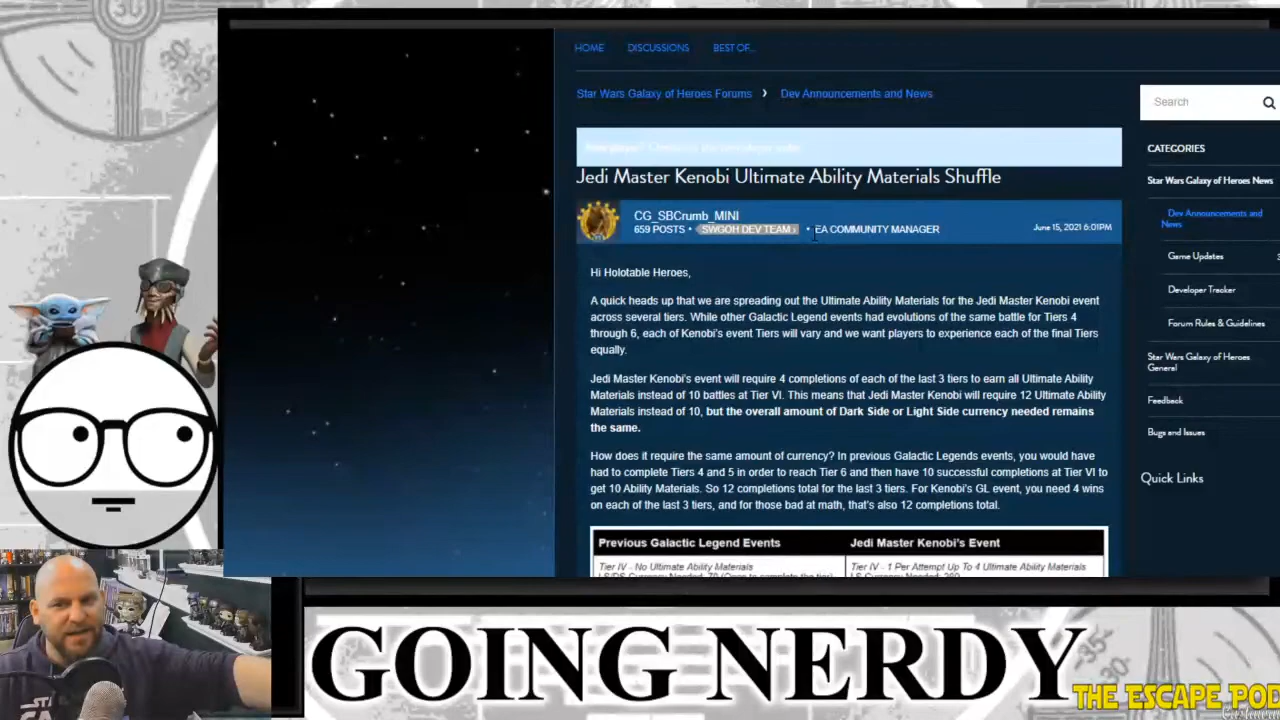 HOME DISCUSSIONS BEST OF...
Star Wars Galaxy of Heroes Forums › Dev Announcements and News
Search
Jedi Master Kenobi Ultimate Ability Materials Shuffle
CG_SBCrumb_MINI
659 POSTS • SWGOH DEV TEAM › • EA COMMUNITY MANAGER
June 15, 2021 6:01PM
Hi Holotable Heroes,
A quick heads up that we are spreading out the Ultimate Ability Materials for the Jedi Master Kenobi event
across several tiers. While other Galactic Legend events had evolutions of the same battle for Tiers 4
through 6, each of Kenobi's event Tiers will vary and we want players to experience each of the final Tiers
equally.
Jedi Master Kenobi's event will require 4 completions of each of the last 3 tiers to earn all Ultimate Ability
Materials instead of 10 battles at Tier VI. This means that Jedi Master Kenobi will require 12 Ultimate Ability
Materials instead of 10, but the overall amount of Dark Side or Light Side currency needed remains
the same.
How does it require the same amount of currency? In previous Galactic Legends events, you would have
had to complete Tiers 4 and 5 in order to reach Tier 6 and then have 10 successful completions at Tier VI to
get 10 Ability Materials. So 12 completions total for the last 3 tiers. For Kenobi's GL event, you need 4 wins
on each of the last 3 tiers, and for those bad at math, that's also 12 completions total.
Previous Galactic Legend Events Jedi Master Kenobi's Event
Tier IV - No Ultimate Ability Materials Tier IV - 1 Per Attempt Up To 4 Ultimate Ability Materials
CATEGORIES
Star Wars Galaxy of Heroes News
Dev Announcements and
News
Game Updates
Developer Tracker
Forum Rules & Guidelines
Star Wars Galaxy of Heroes
General
Feedback
Bugs and Issues
Quick Links
GOING NERDY
THE ESCAPE POD